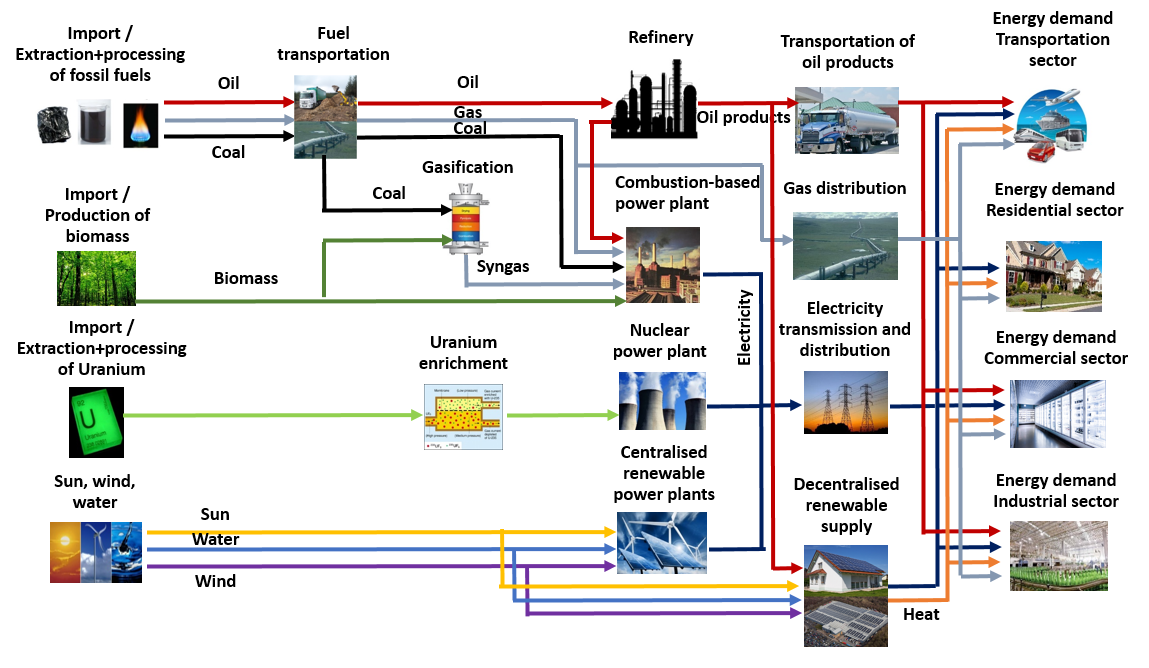 Import /
Extraction+processing
of fossil fuels
Fuel
transportation
Refinery
Transportation of
oil products
Energy demand
Transportation
sector
Oil
Oil
Gas
Coal
Coal
Oil products
Gasification
Coal
Combustion-based
power plant
Gas distribution
Energy demand
Residential sector
Import /
Production of
biomass
Biomass
Syngas
Electricity
Electricity
transmission and
distribution
Import /
Extraction+processing
of Uranium
U
Uranium
Uranium
enrichment
Nuclear
power plant
Energy demand
Commercial sector
Sun, wind,
water
Sun
Water
Wind
Centralised
renewable
power plants
Decentralised
renewable
supply
Heat
Energy demand
Industrial sector